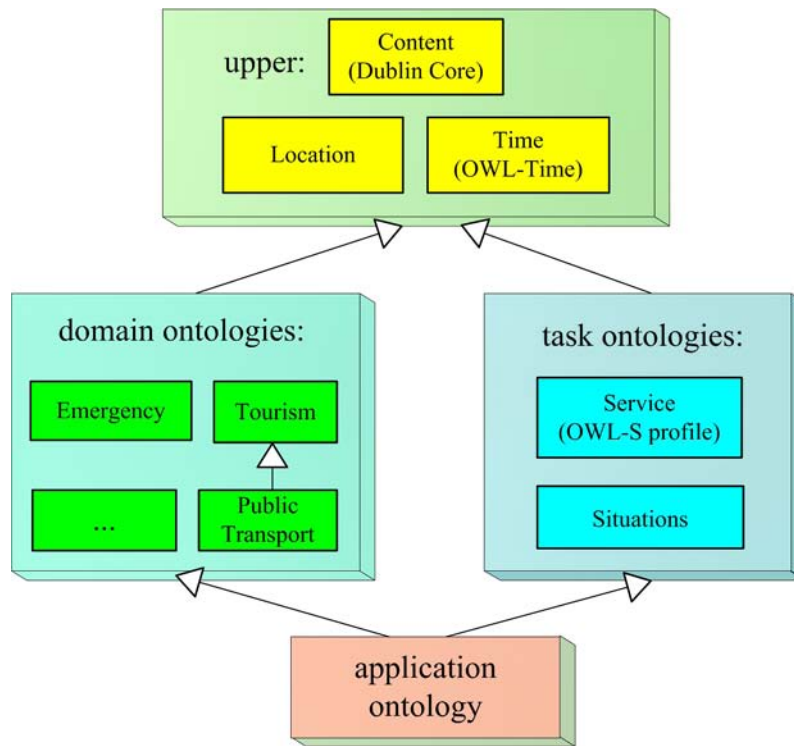 Content
(Dublin Core)
upper:
Location
Time
(OWL-Time)
domain ontologies:
Emergency
Tourism
...
Public
Transport
task ontologies:
Service
(OWL-S profile)
Situations
application
ontology